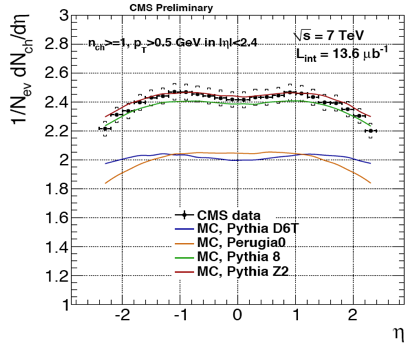 CMS Preliminary
1/N_ev dN_ch/dη
3
2.8
2.6
2.4
2.2
2
1.8
1.6
1.4
1.2
1
n_ch>=1, p_T>0.5 GeV in |η|<2.4
√s = 7 TeV
L_int = 13.6 μb⁻¹
CMS data
MC, Pythia D6T
MC, Perugia0
MC, Pythia 8
MC, Pythia Z2
-2 -1 0 1 2
η